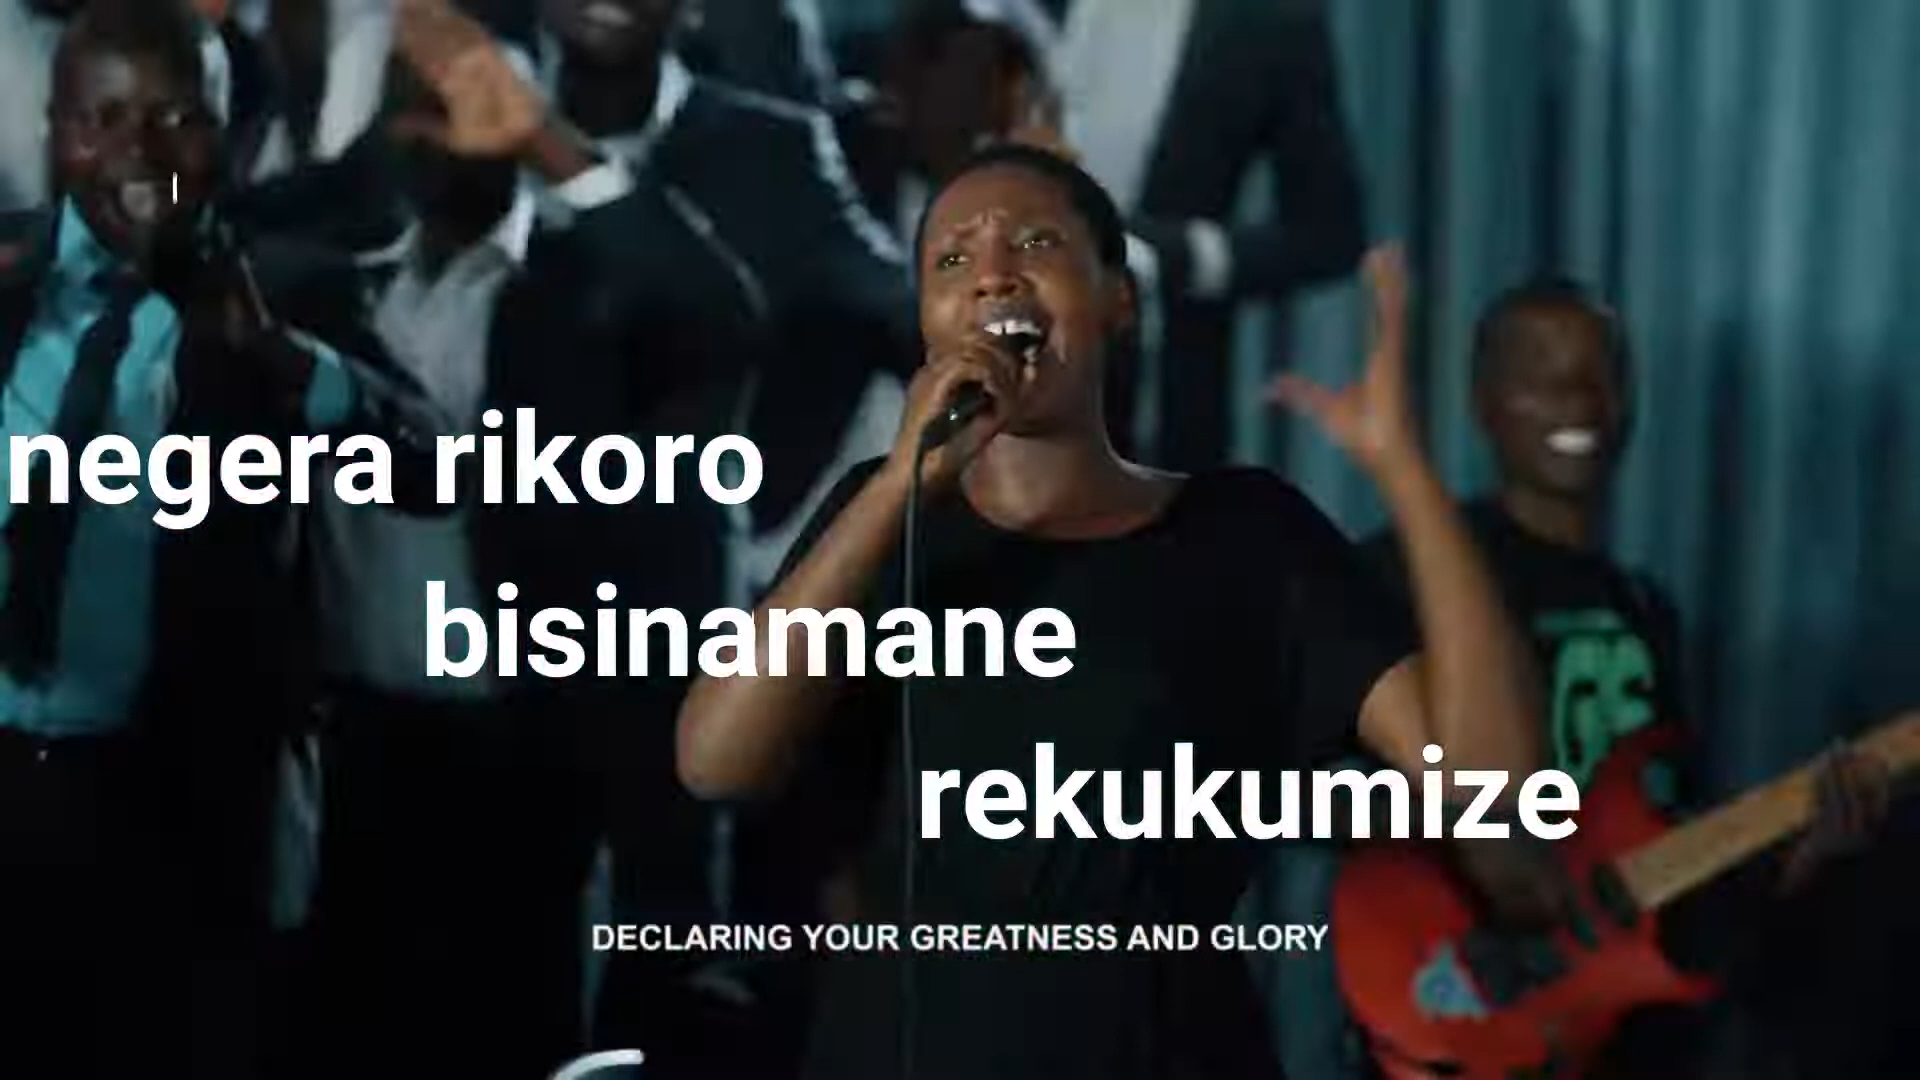 negera rikoro
bisinamane
rekukumize
DECLARING YOUR GREATNESS AND GLORY